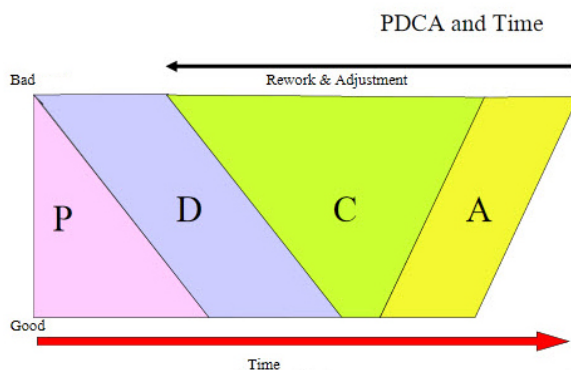 PDCA and Time
Bad
Rework & Adjustment
P
D
C
A
Good
Time